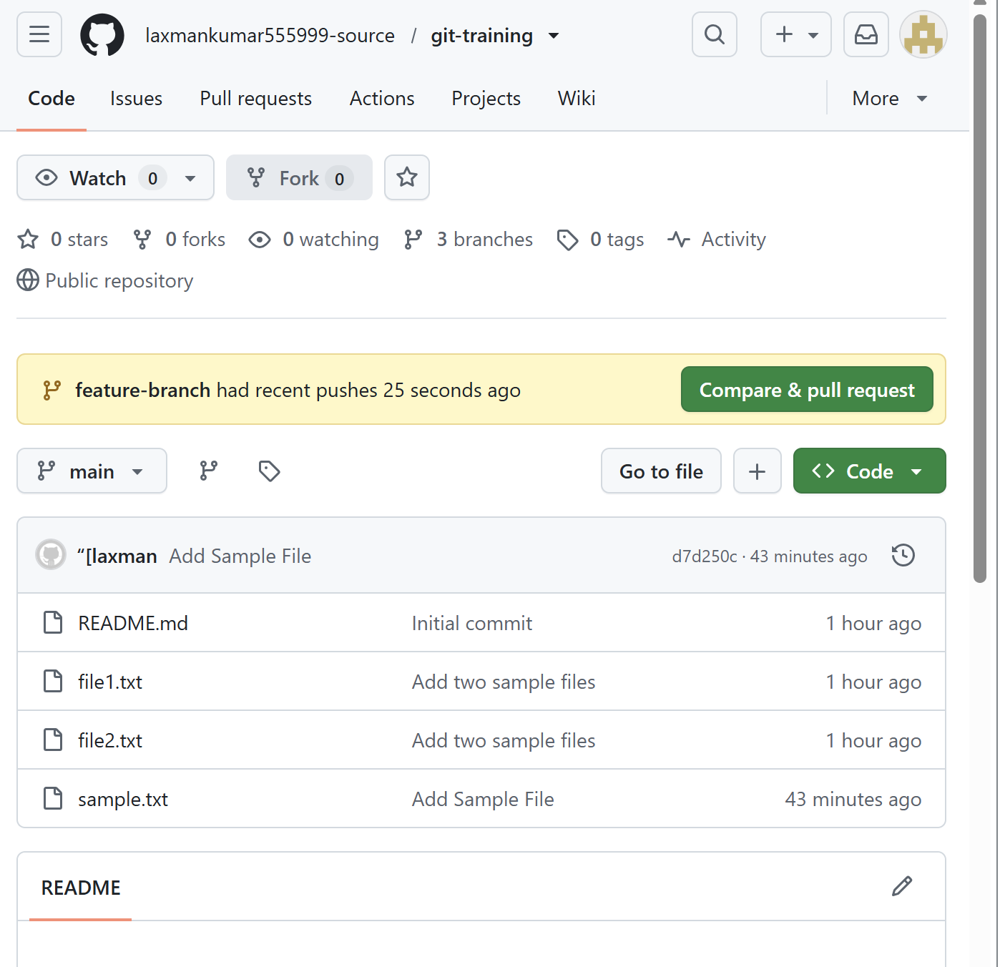 laxmankumar555999-source / git-training
Code Issues Pull requests Actions Projects Wiki More
Watch 0 Fork 0
0 stars 0 forks 0 watching 3 branches 0 tags Activity
Public repository
feature-branch had recent pushes 25 seconds ago Compare & pull request
main Go to file Code
“[laxman Add Sample File d7d250c · 43 minutes ago
README.md Initial commit 1 hour ago
file1.txt Add two sample files 1 hour ago
file2.txt Add two sample files 1 hour ago
sample.txt Add Sample File 43 minutes ago
README